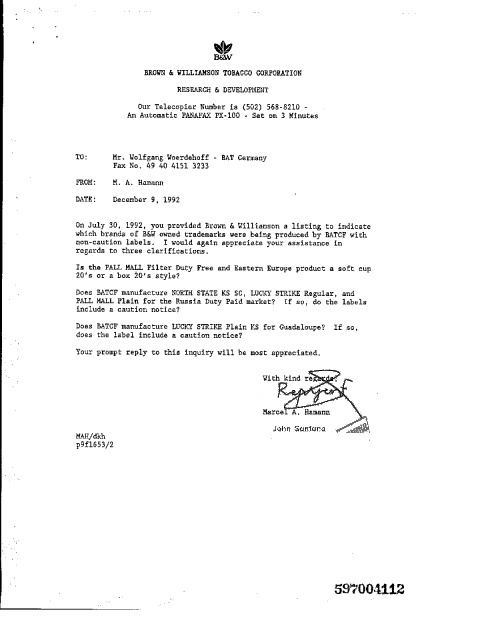 B&W
BROWN & WILLIAMSON TOBACCO CORPORATION
RESEARCH & DEVELOPMENT
Our Telecopier Number is (502) 568-8210 -
An Automatic PANAFAX PX-100 - Sat on 3 Minutes
TO: Mr. Wolfgang Woerdehoff - BAT Germany
Fax No. 49 40 4151 3233
FROM: M. A. Hamann
DATE: December 9, 1992
On July 30, 1992, you provided Brown & Williamson a listing to indicate
which brands of B&W owned trademarks were being produced by BATCF with
non-caution labels. I would again appreciate your assistance in
regards to three clarifications.
Is the PALL MALL Filter Duty Free and Eastern Europe product a soft cup
20's or a box 20's style?
Does BATCF manufacture NORTH STATE KS SC, LUCKY STRIKE Regular, and
PALL MALL Plain for the Russia Duty Paid market? If so, do the labels
include a caution notice?
Does BATCF manufacture LUCKY STRIKE Plain KS for Guadaloupe? If so,
does the label include a caution notice?
Your prompt reply to this inquiry will be most appreciated.
With kind regards,
Marcel A. Hamann
John Santana
MAH/dkh
p9f1653/2
597004112